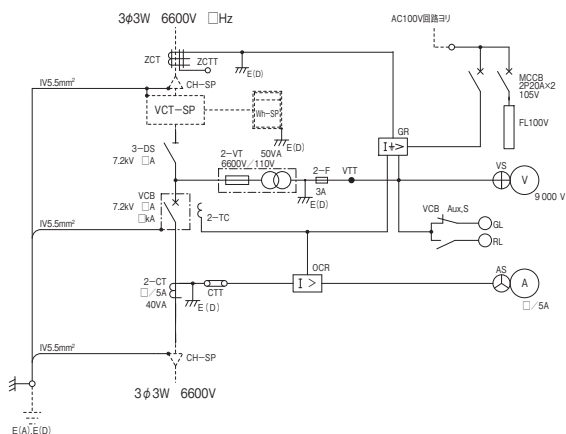 3φ3W 6600V □Hz
AC100V回路ヨリ
ZCT
ZCTT
E(D)
IV5.5mm²
CH-SP
VCT-SP
Wh-SP
E(D)
MCCB
2P20A×2
105V
FL100V
GR
I⏚>
3-DS
7.2kV □A
2-VT 50VA
6600V/110V
E(D)
2-F
3A
VTT
VS
V
9000V
VCB
7.2kV □A
□kA
2-TC
VCB Aux,S
GL
RL
IV5.5mm²
2-CT
□/5A
40VA
E(D)
CTT
OCR
I >
AS
A
□/5A
IV5.5mm²
CH-SP
3φ3W 6600V
E(A),E(D)